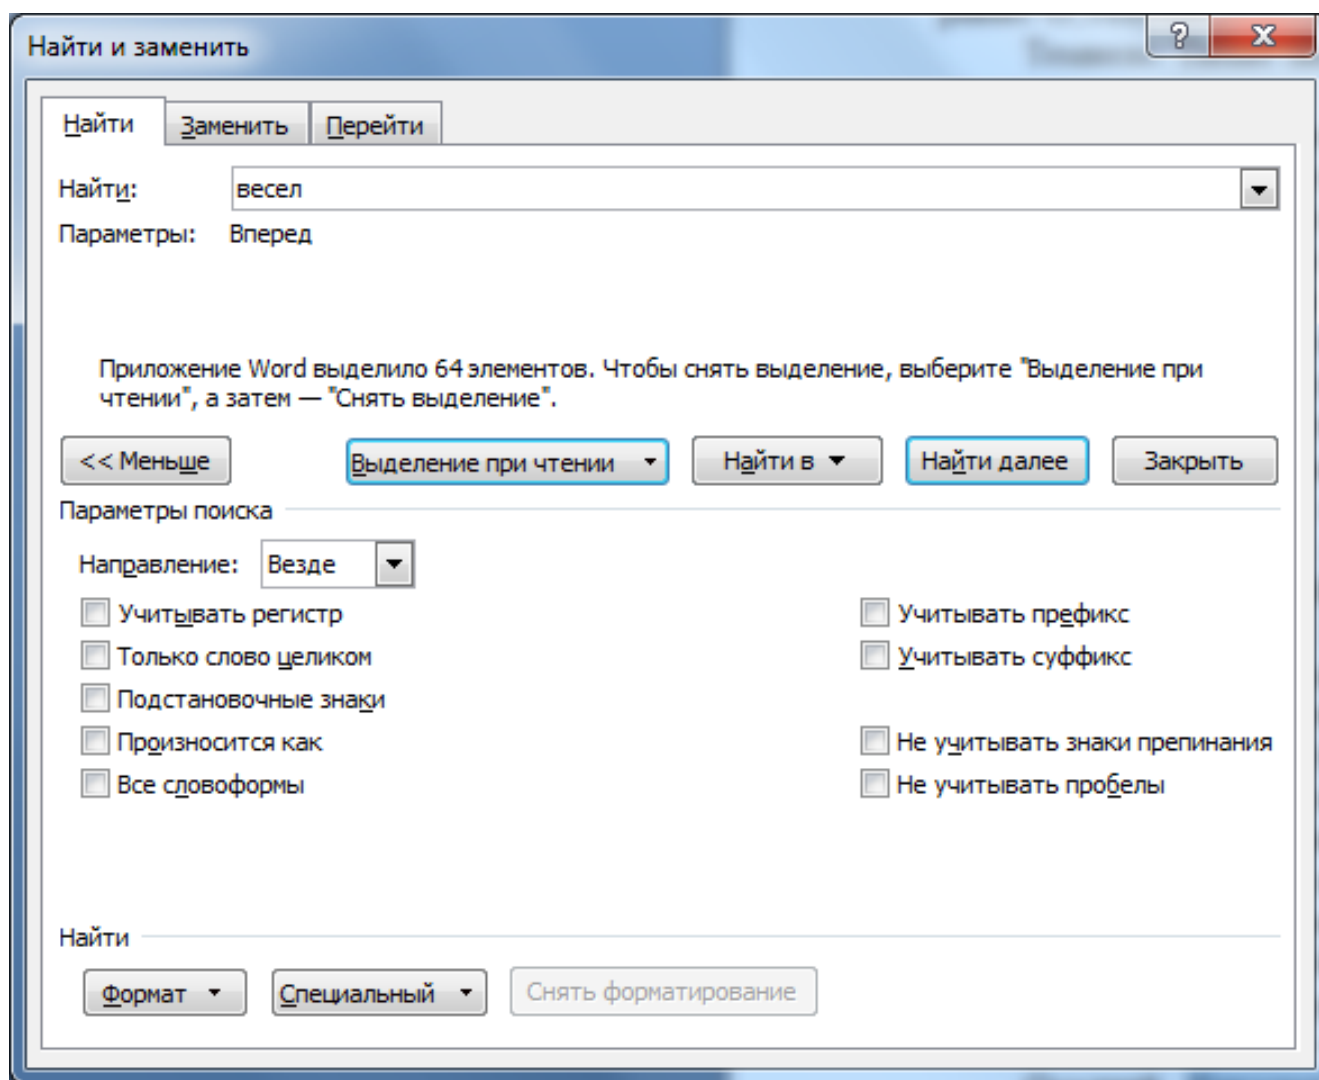 Найти и заменить
Найти Заменить Перейти
Найти: весел
Параметры: Вперед
Приложение Word выделило 64 элементов. Чтобы снять выделение, выберите "Выделение при
чтении", а затем — "Снять выделение".
<< Меньше Выделение при чтении Найти в Найти далее Закрыть
Параметры поиска
Направление: Везде
Учитывать регистр Учитывать префикс
Только слово целиком Учитывать суффикс
Подстановочные знаки
Произносится как Не учитывать знаки препинания
Все словоформы Не учитывать пробелы
Найти
Формат Специальный Снять форматирование